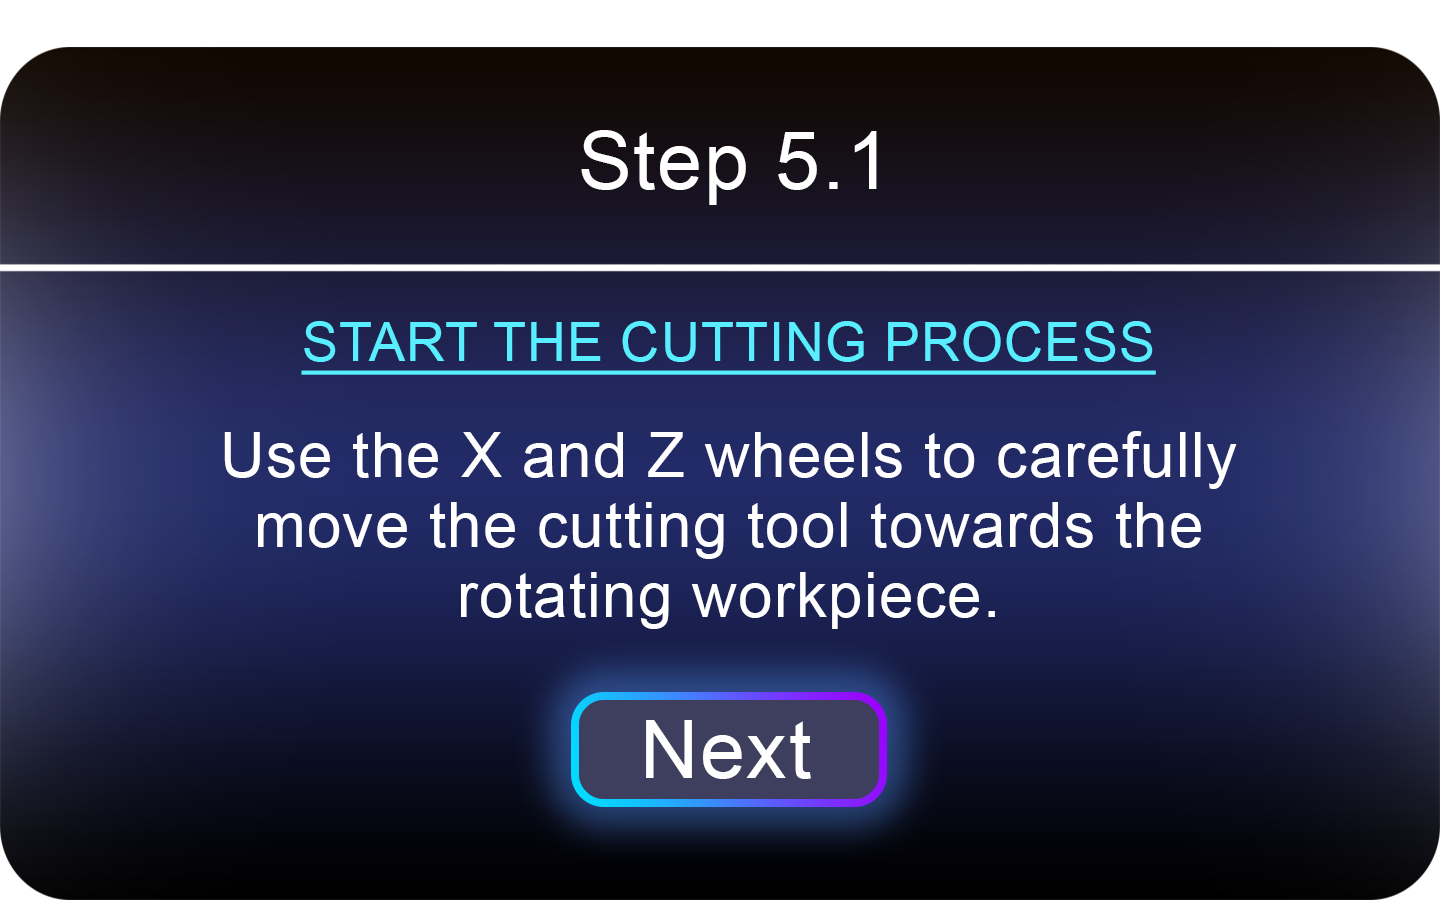 Step 5.1
START THE CUTTING PROCESS
Use the X and Z wheels to carefully
move the cutting tool towards the
rotating workpiece.
Next